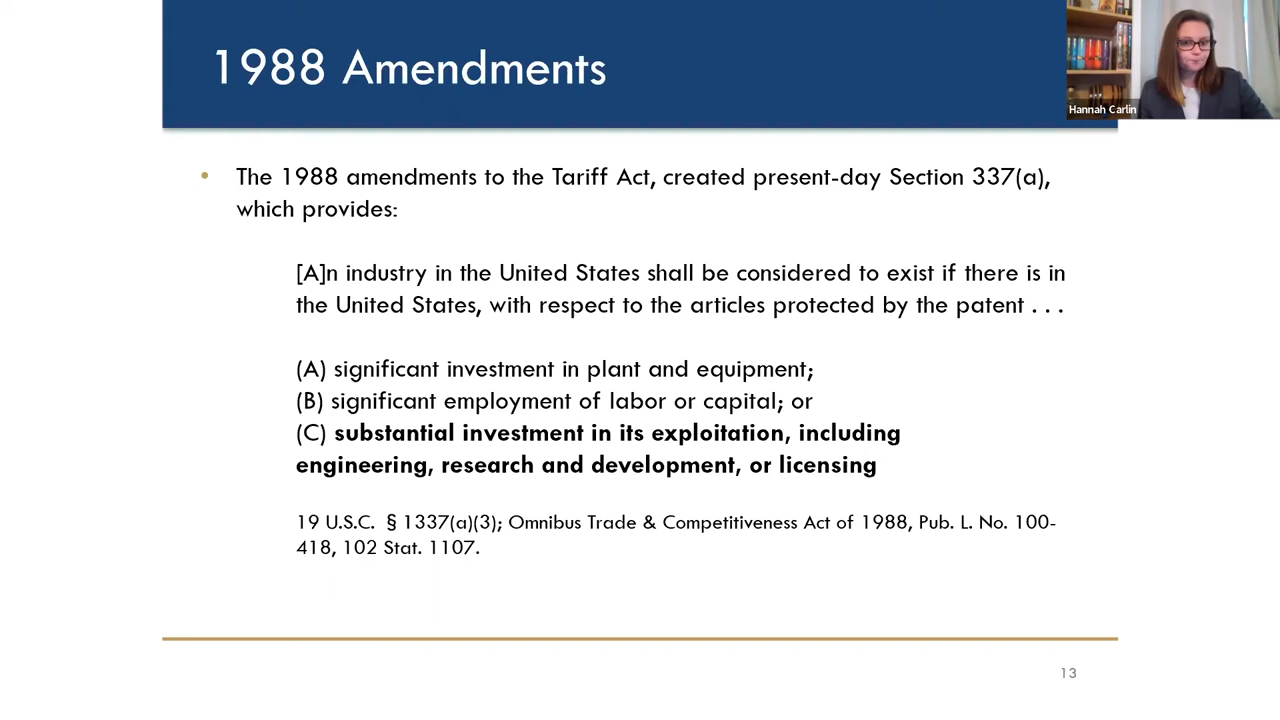 1988 Amendments
Hannah Carlin
• The 1988 amendments to the Tariff Act, created present-day Section 337(a),
which provides:
[A]n industry in the United States shall be considered to exist if there is in
the United States, with respect to the articles protected by the patent . . .
(A) significant investment in plant and equipment;
(B) significant employment of labor or capital; or
(C) substantial investment in its exploitation, including
engineering, research and development, or licensing
19 U.S.C. § 1337(a)(3); Omnibus Trade & Competitiveness Act of 1988, Pub. L. No. 100-
418, 102 Stat. 1107.
13